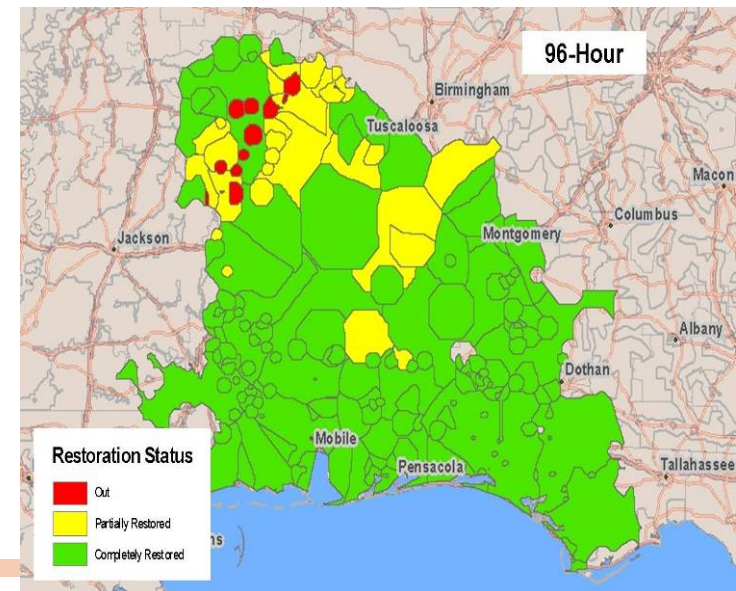 96-Hour
Birmingham
Tuscaloosa
Macon
Columbus
Montgomery
Jackson
Albany
Dothan
Mobile
Pensacola
Tallahassee
Restoration Status
Out
Partially Restored
Completely Restored
ns